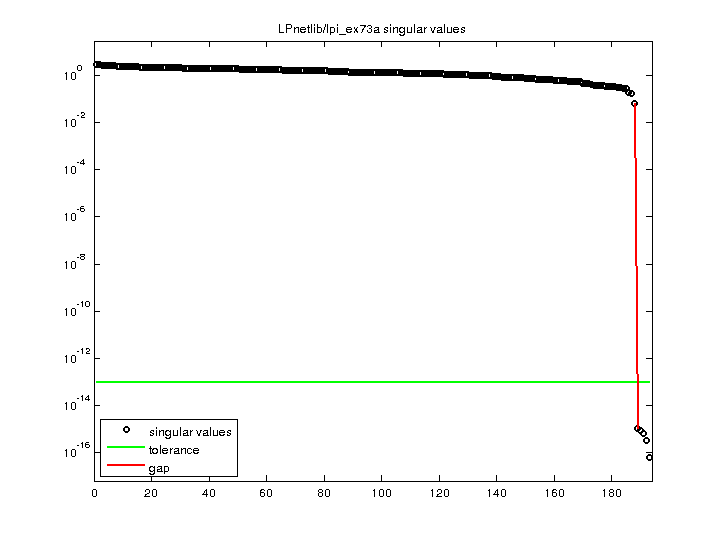 LPnetlib/lpi_ex73a singular values
10^0
10^-2
10^-4
10^-6
10^-8
10^-10
10^-12
10^-14
10^-16
singular values
tolerance
gap
0 20 40 60 80 100 120 140 160 180